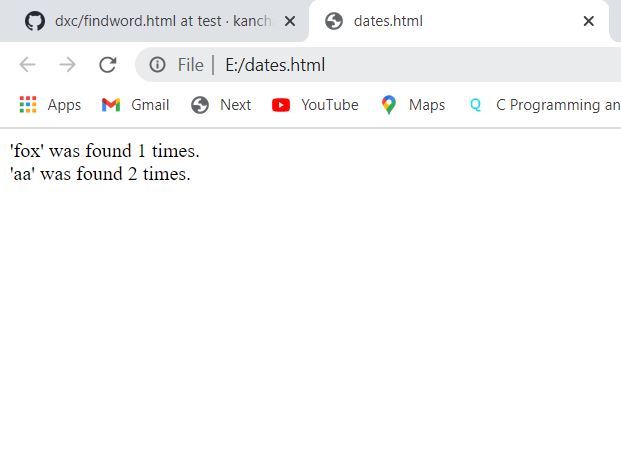 dxc/findword.html at test · kanch
dates.html
File | E:/dates.html
Apps Gmail Next YouTube Maps Q C Programming an
'fox' was found 1 times.
'aa' was found 2 times.